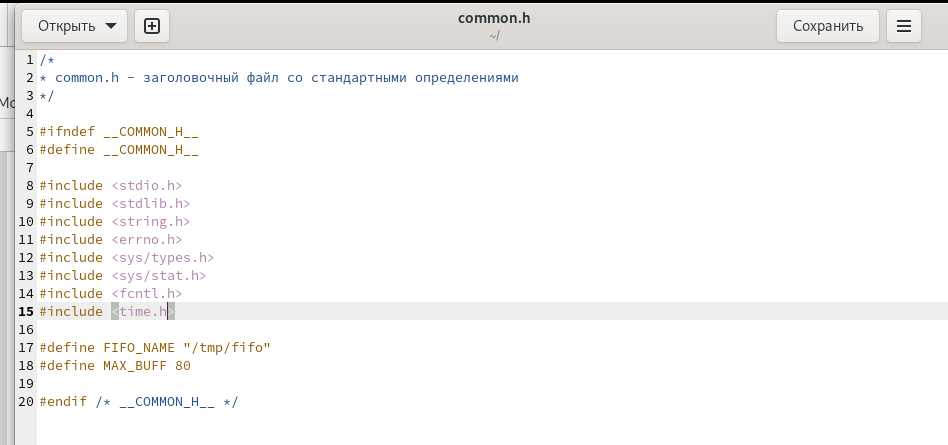 Открыть
common.h
~/
Сохранить
Мо
1 /*
2 * common.h - заголовочный файл со стандартными определениями
3 */
4
5 #ifndef __COMMON_H__
6 #define __COMMON_H__
7
8 #include <stdio.h>
9 #include <stdlib.h>
10 #include <string.h>
11 #include <errno.h>
12 #include <sys/types.h>
13 #include <sys/stat.h>
14 #include <fcntl.h>
15 #include <time.h>
16
17 #define FIFO_NAME "/tmp/fifo"
18 #define MAX_BUFF 80
19
20 #endif /* __COMMON_H__ */